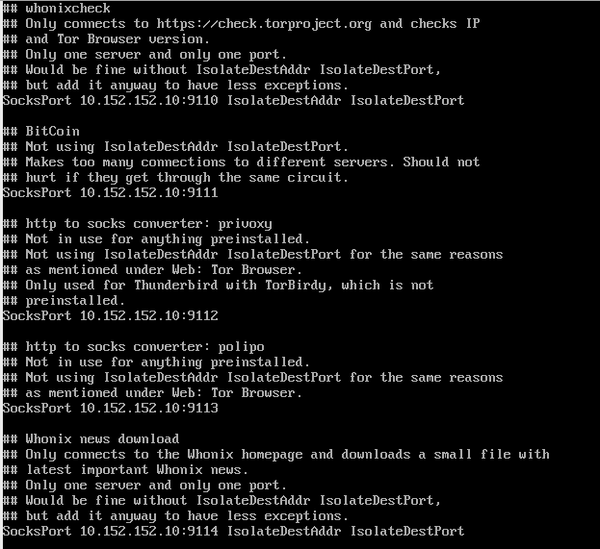 ## whonixcheck
## Only connects to https://check.torproject.org and checks IP
## and Tor Browser version.
## Only one server and only one port.
## Would be fine without IsolateDestAddr IsolateDestPort,
## but add it anyway to have less exceptions.
SocksPort 10.152.152.10:9110 IsolateDestAddr IsolateDestPort
## BitCoin
## Not using IsolateDestAddr IsolateDestPort.
## Makes too many connections to different servers. Should not
## hurt if they get through the same circuit.
SocksPort 10.152.152.10:9111
## http to socks converter: privoxy
## Not in use for anything preinstalled.
## Not using IsolateDestAddr IsolateDestPort for the same reasons
## as mentioned under Web: Tor Browser.
## Only used for Thunderbird with TorBirdy, which is not
## preinstalled.
SocksPort 10.152.152.10:9112
## http to socks converter: polipo
## Not in use for anything preinstalled.
## Not using IsolateDestAddr IsolateDestPort for the same reasons
## as mentioned under Web: Tor Browser.
SocksPort 10.152.152.10:9113
## Whonix news download
## Only connects to the Whonix homepage and downloads a small file with
## latest important Whonix news.
## Only one server and only one port.
## Would be fine without IsolateDestAddr IsolateDestPort,
## but add it anyway to have less exceptions.
SocksPort 10.152.152.10:9114 IsolateDestAddr IsolateDestPort